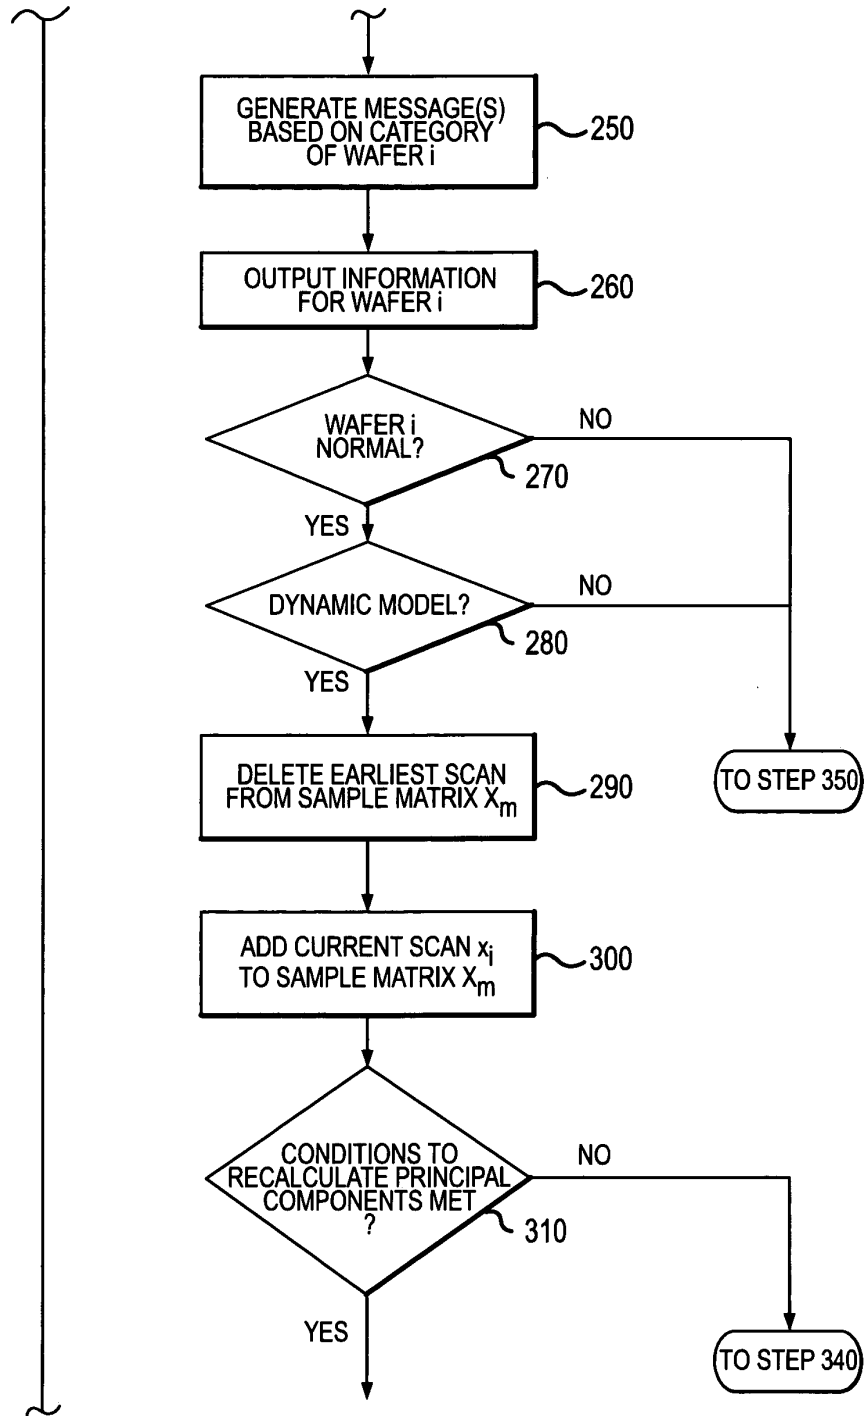 GENERATE MESSAGE(S)
BASED ON CATEGORY
OF WAFER i
250
OUTPUT INFORMATION
FOR WAFER i
260
WAFER i
NORMAL?
NO
270
YES
DYNAMIC MODEL?
NO
280
YES
DELETE EARLIEST SCAN
FROM SAMPLE MATRIX Xm
290
TO STEP 350
ADD CURRENT SCAN xi
TO SAMPLE MATRIX Xm
300
CONDITIONS TO
RECALCULATE PRINCIPAL
COMPONENTS MET
?
NO
310
YES
TO STEP 340